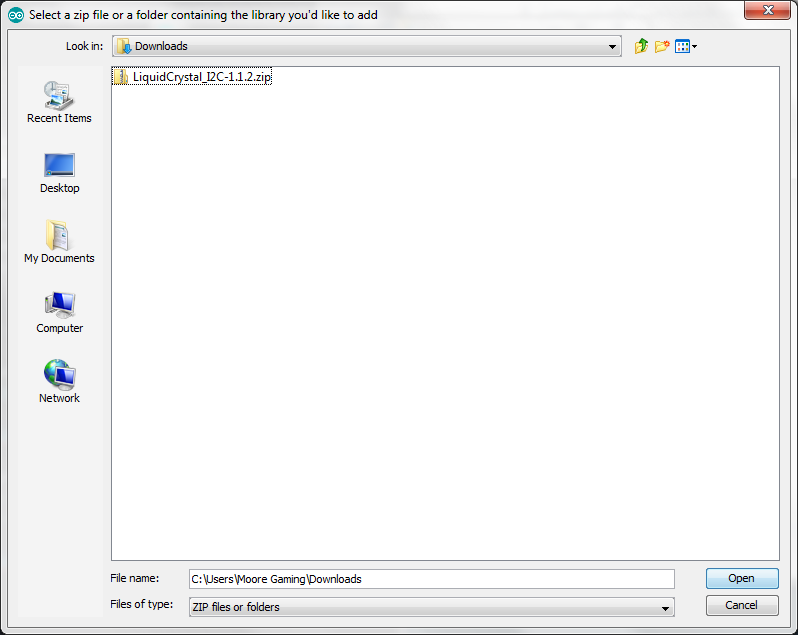 Select a zip file or a folder containing the library you'd like to add
Look in: Downloads
LiquidCrystal_I2C-1.1.2.zip
Recent Items
Desktop
My Documents
Computer
Network
File name: C:\Users\Moore Gaming\Downloads Open
Files of type: ZIP files or folders Cancel